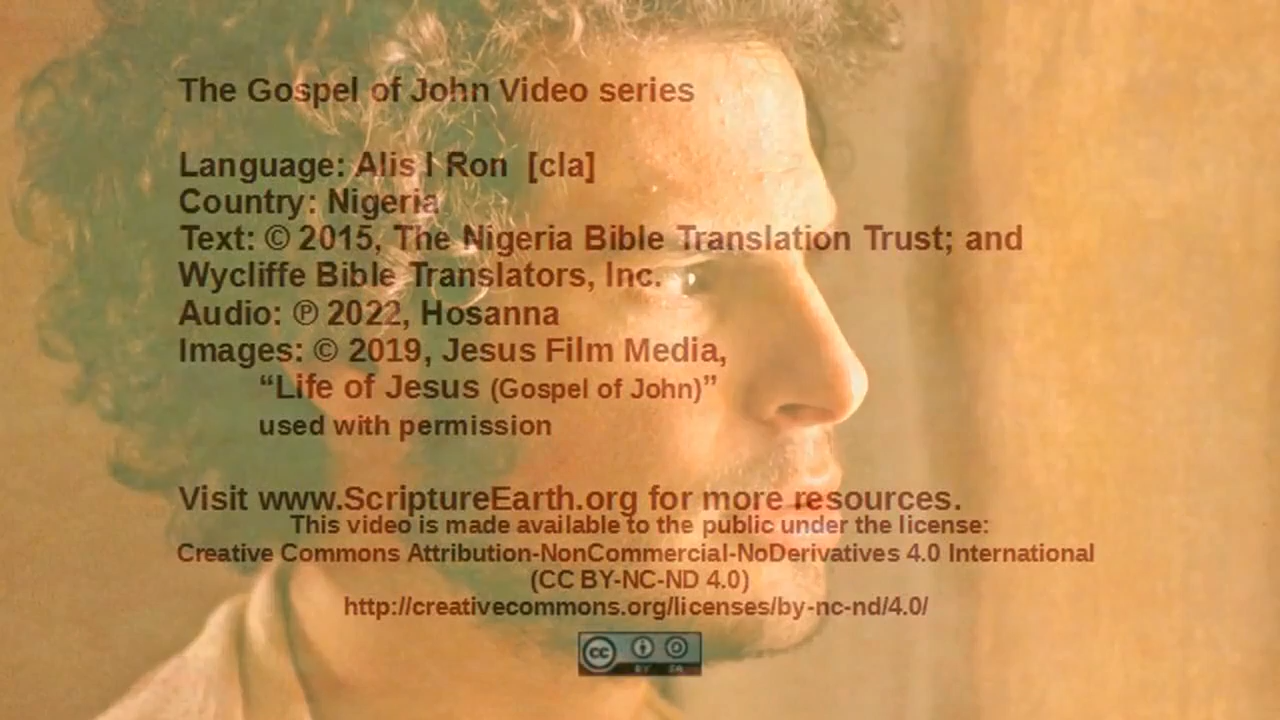 The Gospel of John Video series
Language: Alis I Ron [cla]
Country: Nigeria
Text: © 2015, The Nigeria Bible Translation Trust; and
Wycliffe Bible Translators, Inc.
Audio: ℗ 2022, Hosanna
Images: © 2019, Jesus Film Media,
“Life of Jesus (Gospel of John)”
used with permission
Visit www.ScriptureEarth.org for more resources.
This video is made available to the public under the license:
Creative Commons Attribution-NonCommercial-NoDerivatives 4.0 International
(CC BY-NC-ND 4.0)
http://creativecommons.org/licenses/by-nc-nd/4.0/
cc
BY SA